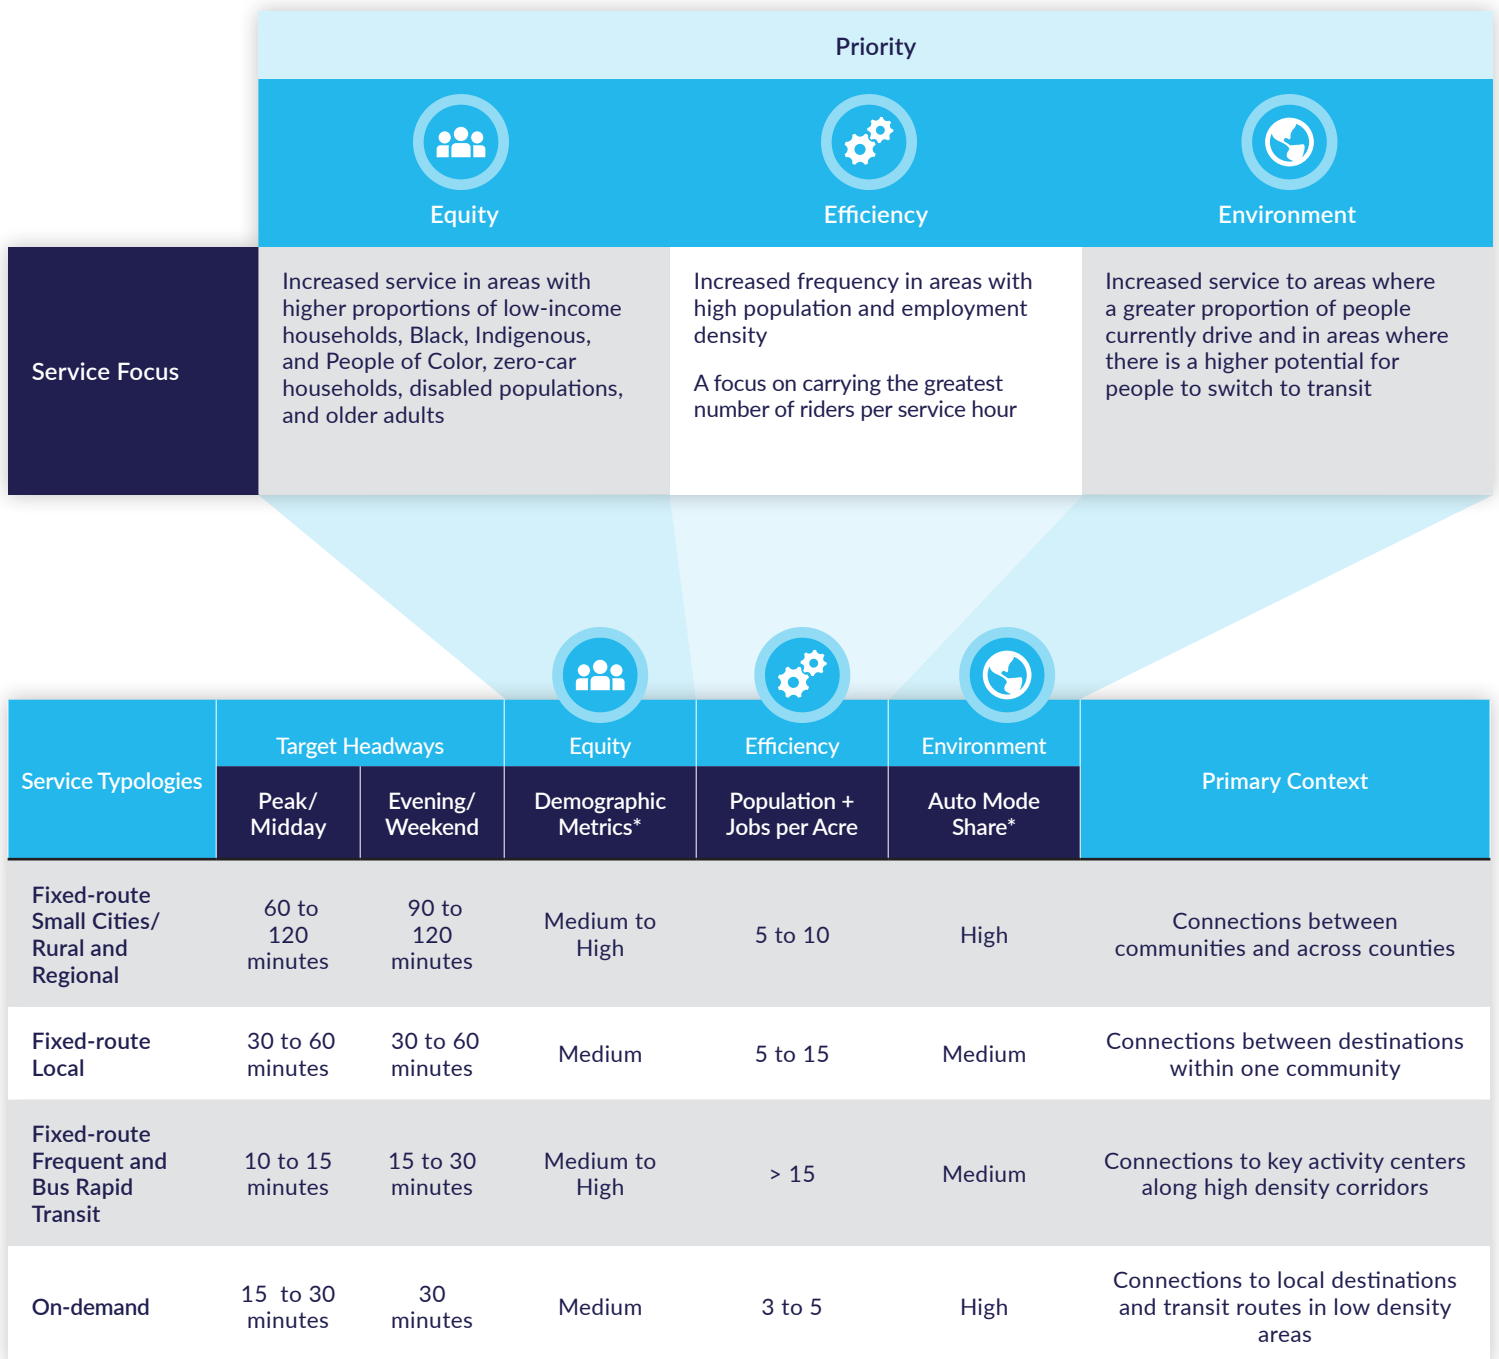 Priority
Equity
Efficiency
Environment
Service Focus
Increased service in areas with
higher proportions of low-income
households, Black, Indigenous,
and People of Color, zero-car
households, disabled populations,
and older adults
Increased frequency in areas with
high population and employment
density
A focus on carrying the greatest
number of riders per service hour
Increased service to areas where
a greater proportion of people
currently drive and in areas where
there is a higher potential for
people to switch to transit
Service Typologies
Target Headways
Equity
Efficiency
Environment
Primary Context
Peak/
Midday
Evening/
Weekend
Demographic
Metrics*
Population +
Jobs per Acre
Auto Mode
Share*
Fixed-route
Small Cities/
Rural and
Regional
60 to
120
minutes
90 to
120
minutes
Medium to
High
5 to 10
High
Connections between
communities and across counties
Fixed-route
Local
30 to 60
minutes
30 to 60
minutes
Medium
5 to 15
Medium
Connections between destinations
within one community
Fixed-route
Frequent and
Bus Rapid
Transit
10 to 15
minutes
15 to 30
minutes
Medium to
High
> 15
Medium
Connections to key activity centers
along high density corridors
On-demand
15 to 30
minutes
30
minutes
Medium
3 to 5
High
Connections to local destinations
and transit routes in low density
areas